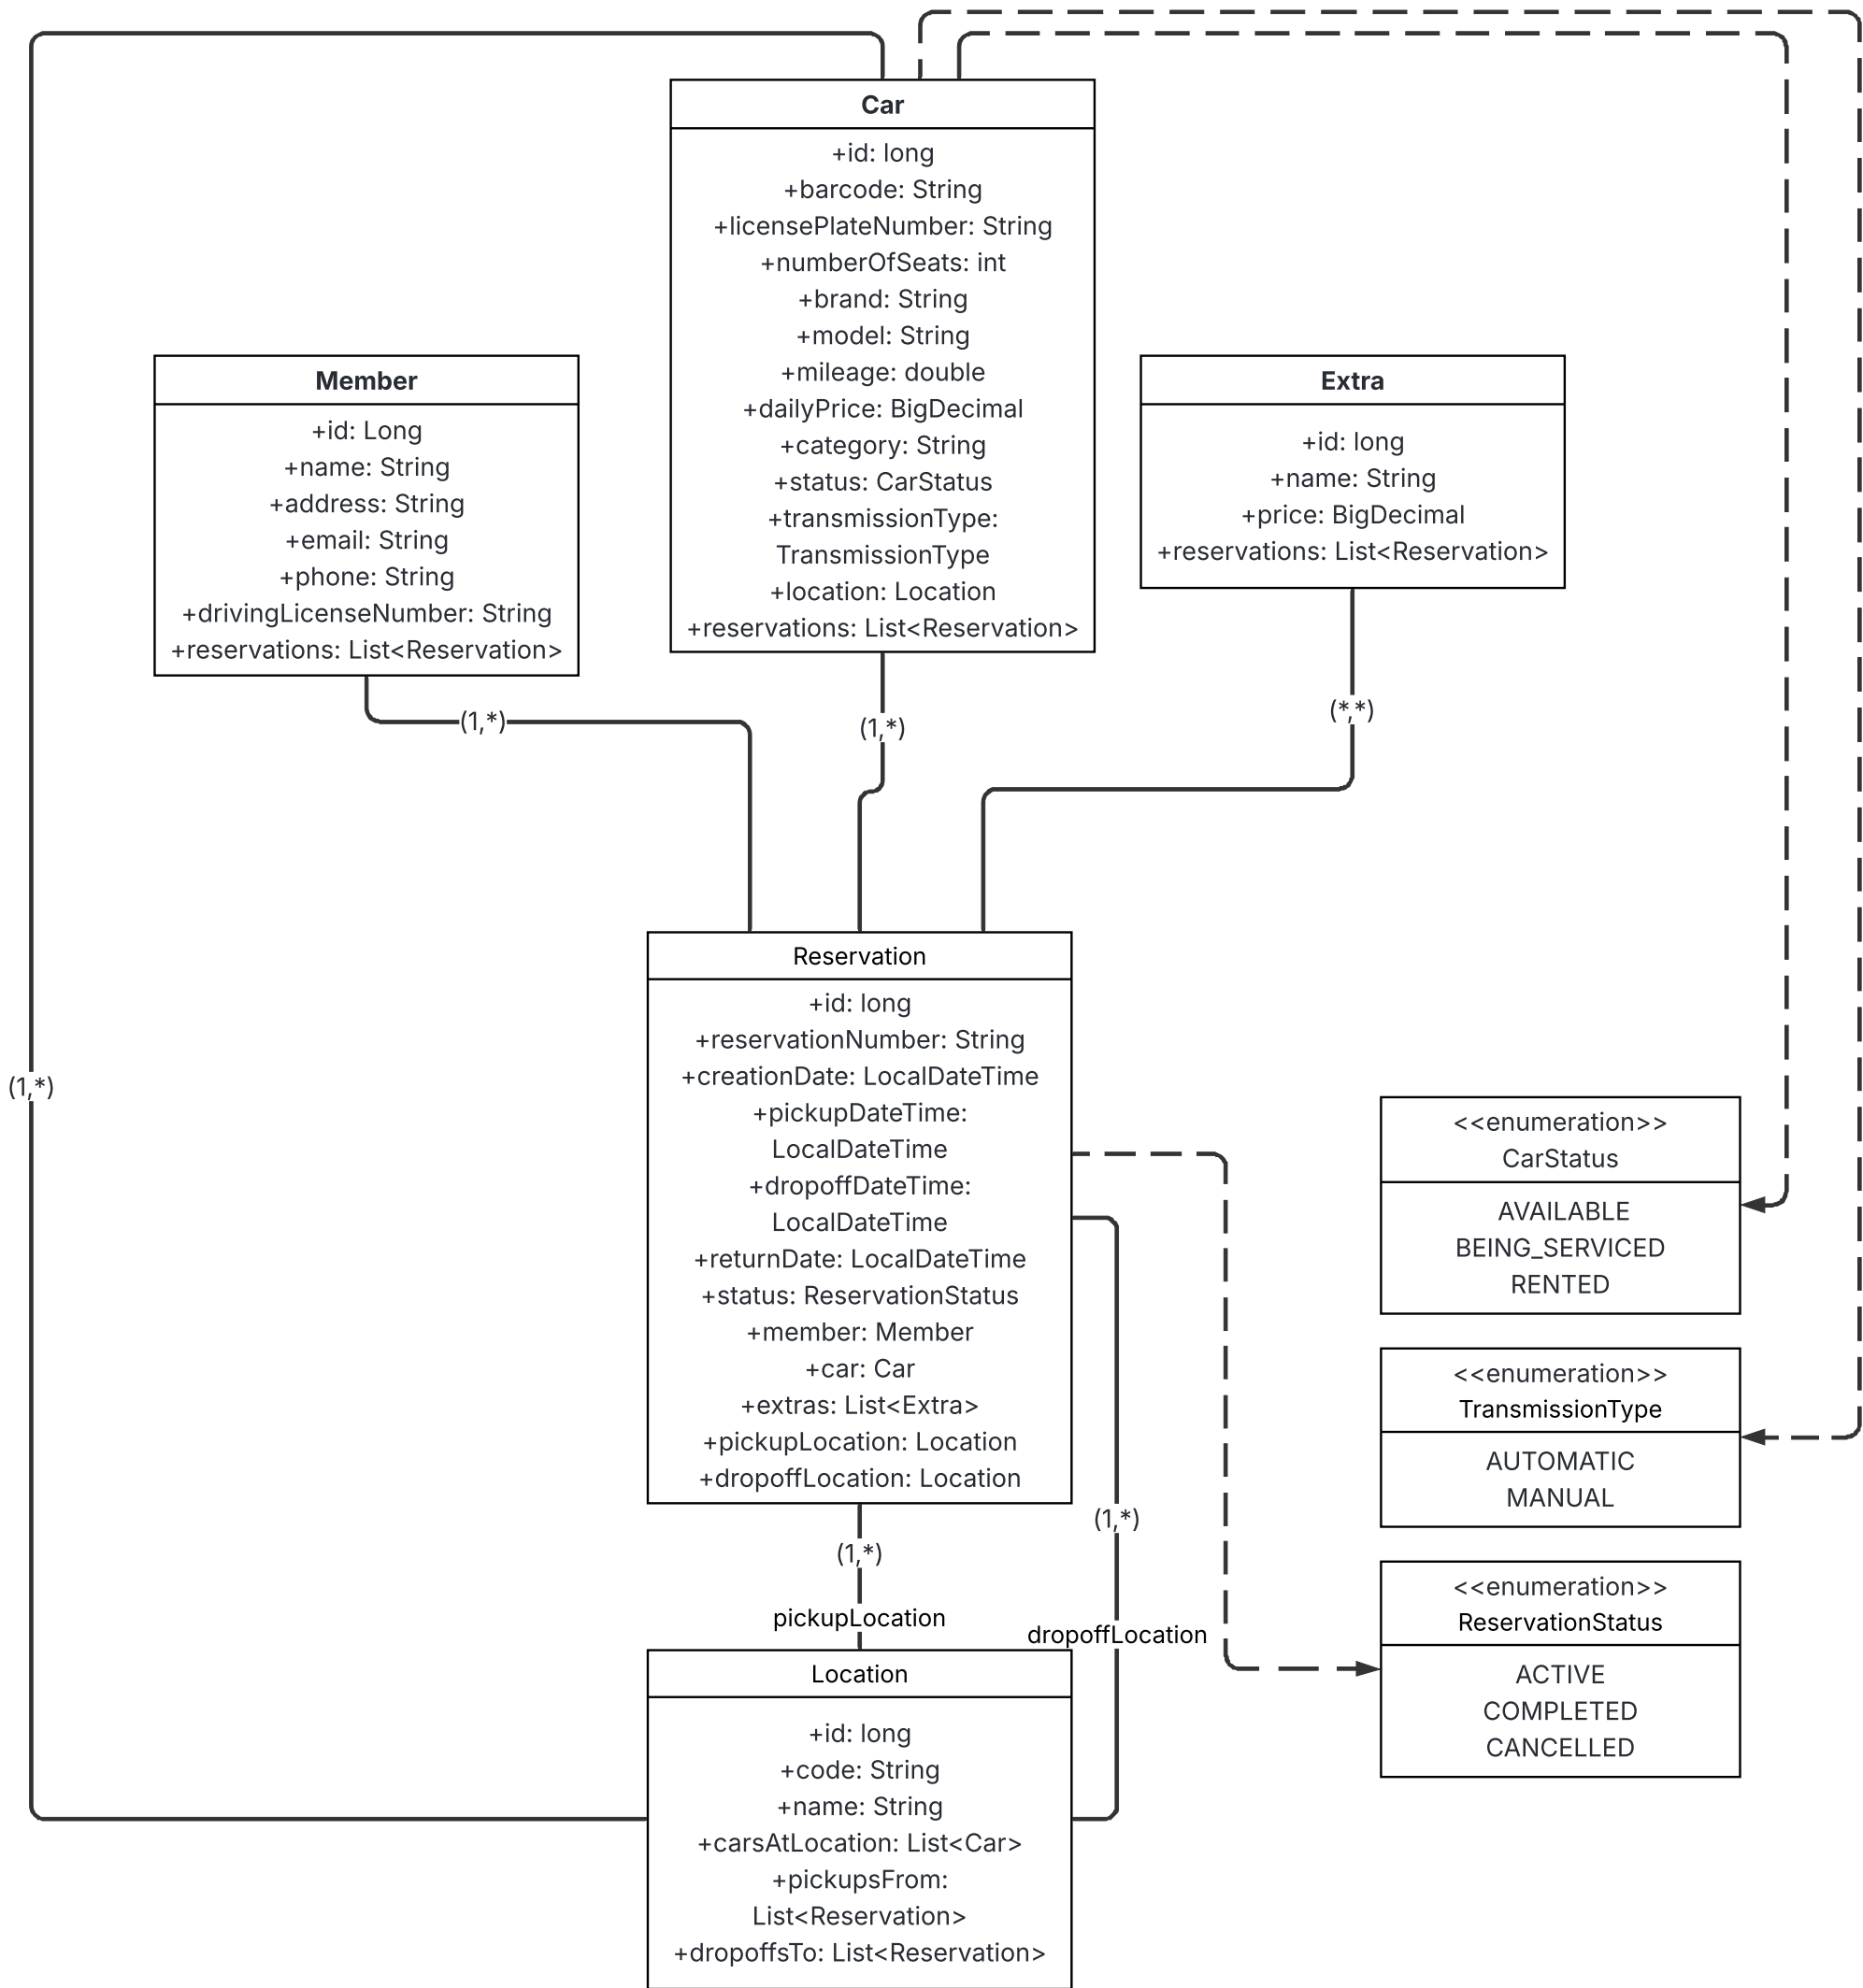 Car
+id: long
+barcode: String
+licensePlateNumber: String
+numberOfSeats: int
+brand: String
+model: String
+mileage: double
+dailyPrice: BigDecimal
+category: String
+status: CarStatus
+transmissionType:
TransmissionType
+location: Location
+reservations: List<Reservation>
Member
+id: Long
+name: String
+address: String
+email: String
+phone: String
+drivingLicenseNumber: String
+reservations: List<Reservation>
Extra
+id: long
+name: String
+price: BigDecimal
+reservations: List<Reservation>
(1,*)
(1,*)
(*,*)
Reservation
+id: long
+reservationNumber: String
+creationDate: LocalDateTime
+pickupDateTime:
LocalDateTime
+dropoffDateTime:
LocalDateTime
+returnDate: LocalDateTime
+status: ReservationStatus
+member: Member
+car: Car
+extras: List<Extra>
+pickupLocation: Location
+dropoffLocation: Location
(1,*)
<<enumeration>>
CarStatus
AVAILABLE
BEING_SERVICED
RENTED
<<enumeration>>
TransmissionType
AUTOMATIC
MANUAL
<<enumeration>>
ReservationStatus
ACTIVE
COMPLETED
CANCELLED
(1,*)
(1,*)
pickupLocation
dropoffLocation
Location
+id: long
+code: String
+name: String
+carsAtLocation: List<Car>
+pickupsFrom:
List<Reservation>
+dropoffsTo: List<Reservation>